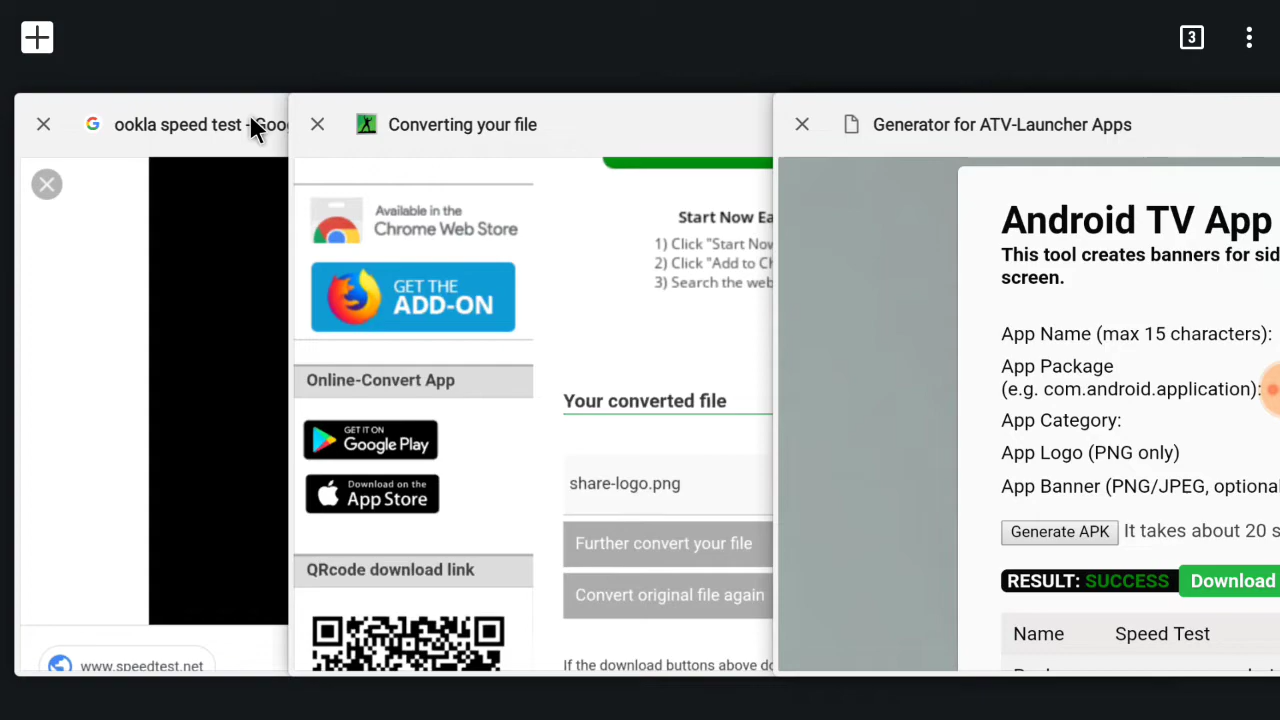 3
ookla speed test - Goo
Converting your file
Generator for ATV-Launcher Apps
Available in the
Chrome Web Store
GET THE
ADD-ON
Online-Convert App
GET IT ON
Google Play
Download on the
App Store
QRcode download link
www.speedtest.net
Start Now Ea
1) Click "Start Now
2) Click "Add to Ch
3) Search the web
Your converted file
share-logo.png
Further convert your file
Convert original file again
If the download buttons above do
Android TV App
This tool creates banners for sid
screen.
App Name (max 15 characters):
App Package
(e.g. com.android.application):
App Category:
App Logo (PNG only)
App Banner (PNG/JPEG, optional
Generate APK It takes about 20 s
RESULT: SUCCESS Download
Name Speed Test